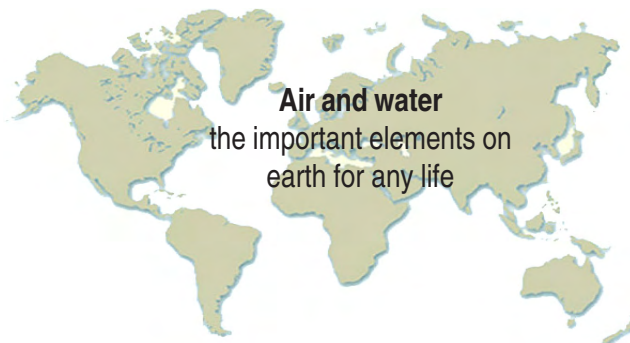 Air and water
the important elements on
earth for any life